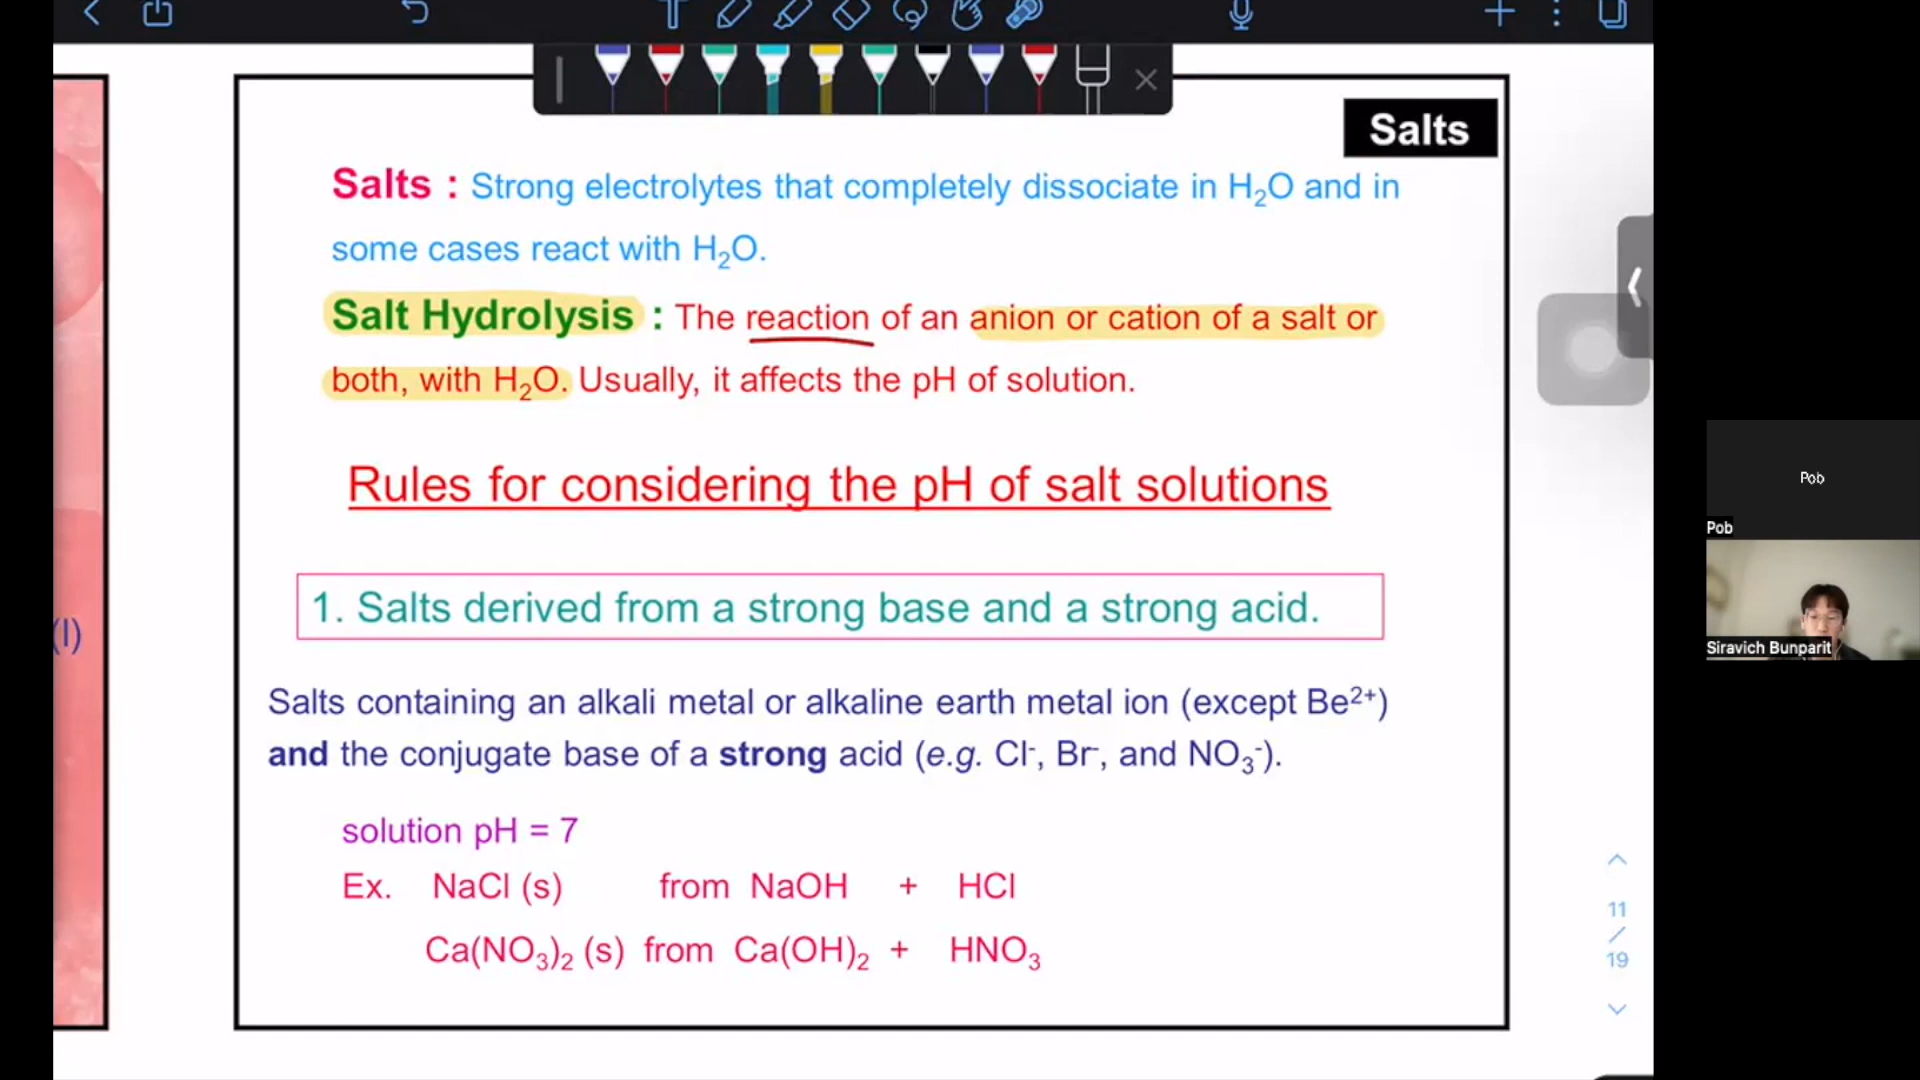 Salts
Salts : Strong electrolytes that completely dissociate in H₂O and in
some cases react with H₂O.
Salt Hydrolysis : The reaction of an anion or cation of a salt or
both, with H₂O. Usually, it affects the pH of solution.
Rules for considering the pH of salt solutions
1. Salts derived from a strong base and a strong acid.
(l)
Salts containing an alkali metal or alkaline earth metal ion (except Be²⁺)
and the conjugate base of a strong acid (e.g. Cl⁻, Br⁻, and NO₃⁻).
solution pH = 7
Ex. NaCl (s) from NaOH + HCl
Ca(NO₃)₂ (s) from Ca(OH)₂ + HNO₃
11
/
19
Pob
Pob
Siravich Bunparit